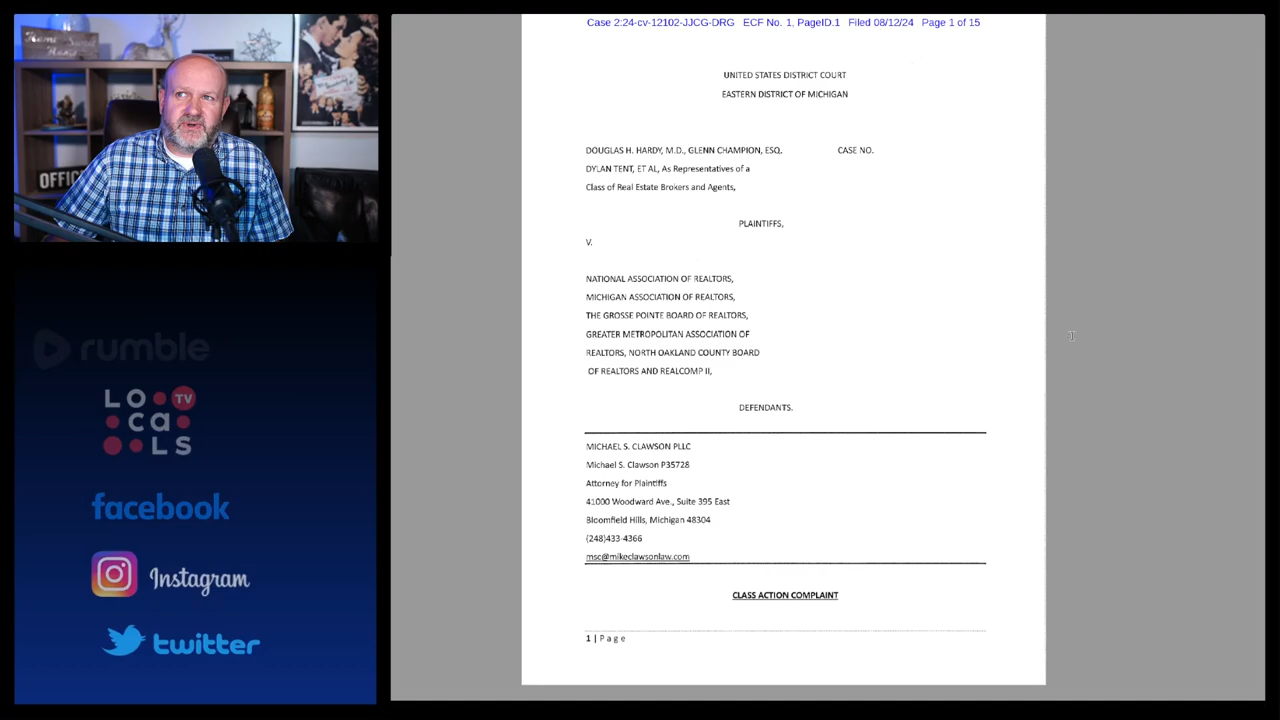 Home Sweet
Home
OFFIC
rumble
LOCALS
TV
facebook
Instagram
twitter
Case 2:24-cv-12102-JJCG-DRG ECF No. 1, PageID.1 Filed 08/12/24 Page 1 of 15
UNITED STATES DISTRICT COURT
EASTERN DISTRICT OF MICHIGAN
DOUGLAS H. HARDY, M.D., GLENN CHAMPION, ESQ. CASE NO.
DYLAN TENT, ET AL, As Representatives of a
Class of Real Estate Brokers and Agents,
PLAINTIFFS,
V.
NATIONAL ASSOCIATION OF REALTORS,
MICHIGAN ASSOCIATION OF REALTORS,
THE GROSSE POINTE BOARD OF REALTORS,
GREATER METROPOLITAN ASSOCIATION OF
REALTORS, NORTH OAKLAND COUNTY BOARD
OF REALTORS AND REALCOMP II,
DEFENDANTS.
MICHAEL S. CLAWSON PLLC
Michael S. Clawson P35728
Attorney for Plaintiffs
41000 Woodward Ave., Suite 395 East
Bloomfield Hills, Michigan 48304
(248)433-4366
msc@mikeclawsonlaw.com
CLASS ACTION COMPLAINT
1 | Page